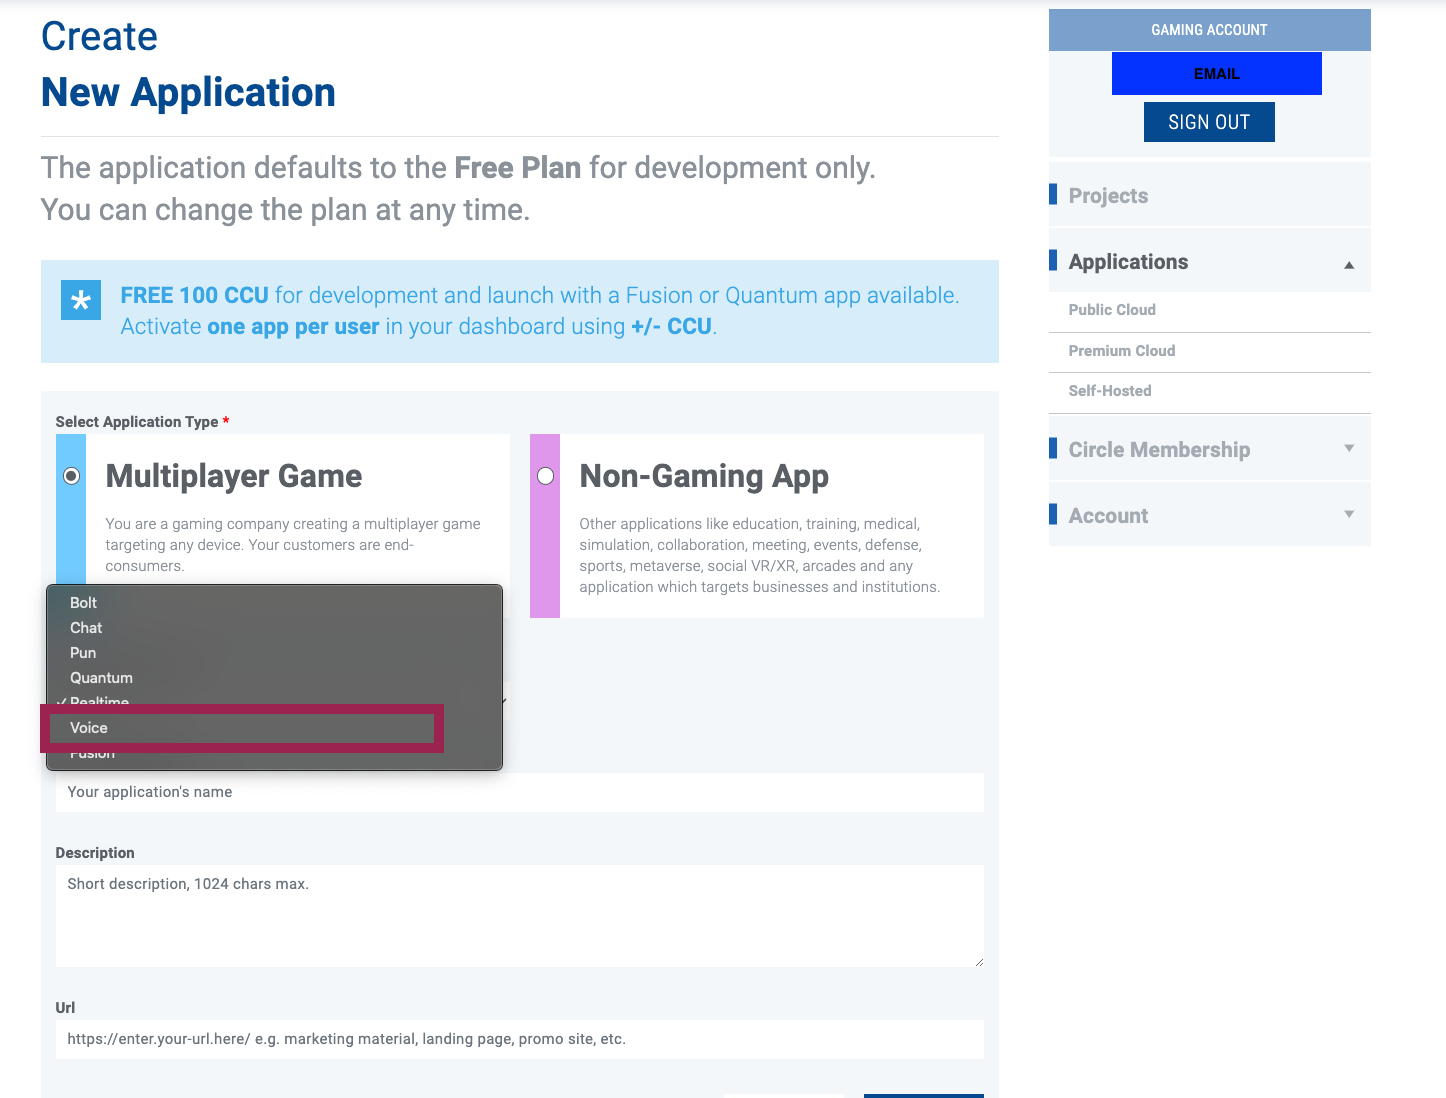 Create
New Application
The application defaults to the Free Plan for development only.
You can change the plan at any time.
*
FREE 100 CCU for development and launch with a Fusion or Quantum app available.
Activate one app per user in your dashboard using +/- CCU.
Select Application Type *
Multiplayer Game
You are a gaming company creating a multiplayer game
targeting any device. Your customers are end-
consumers.
Non-Gaming App
Other applications like education, training, medical,
simulation, collaboration, meeting, events, defense,
sports, metaverse, social VR/XR, arcades and any
application which targets businesses and institutions.
Bolt
Chat
Pun
Quantum
✓ Realtime
Voice
Fusion
Your application's name
Description
Short description, 1024 chars max.
Url
https://enter.your-url.here/ e.g. marketing material, landing page, promo site, etc.
GAMING ACCOUNT
EMAIL
SIGN OUT
Projects
Applications
Public Cloud
Premium Cloud
Self-Hosted
Circle Membership
Account